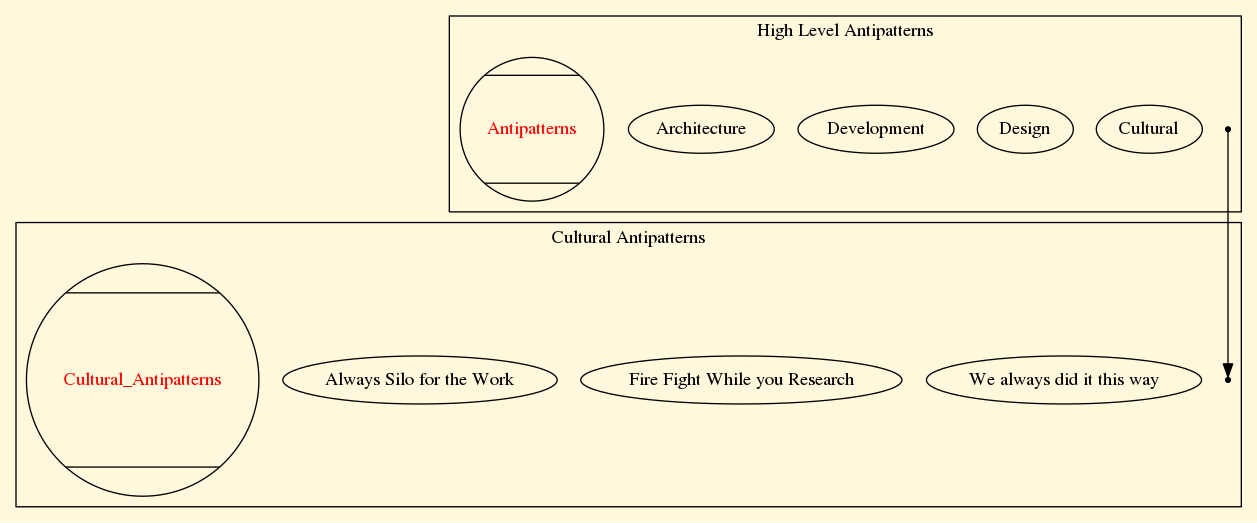 High Level Antipatterns
Antipatterns
Architecture
Development
Design
Cultural
Cultural Antipatterns
Cultural_Antipatterns
Always Silo for the Work
Fire Fight While you Research
We always did it this way